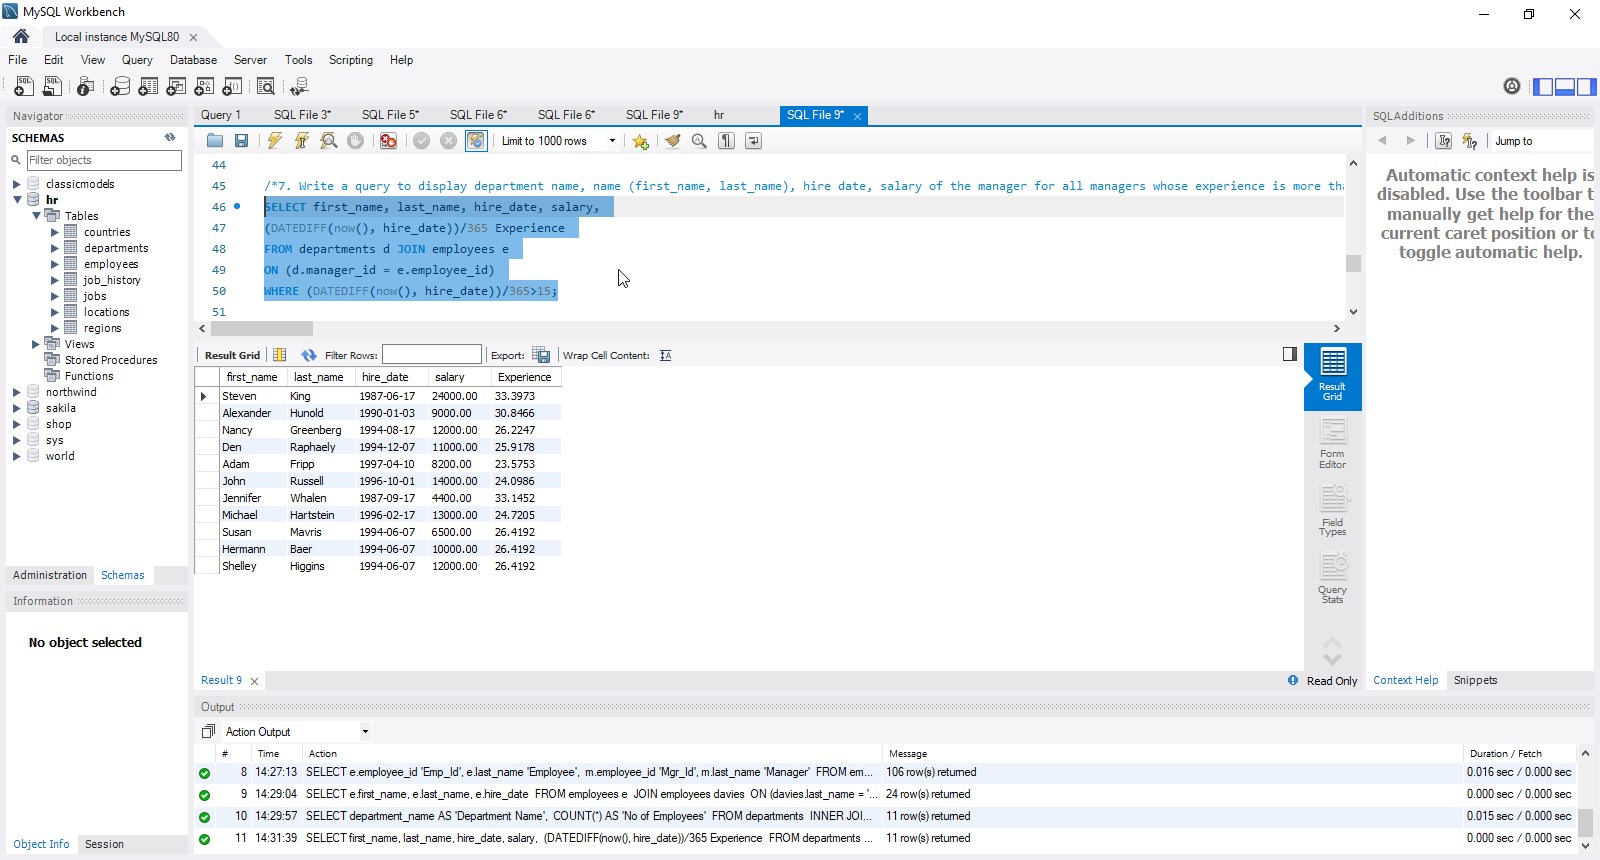 MySQL Workbench
Local instance MySQL80
File Edit View Query Database Server Tools Scripting Help
Navigator
SCHEMAS
Filter objects
classicmodels
hr
Tables
countries
departments
employees
job_history
jobs
locations
regions
Views
Stored Procedures
Functions
northwind
sakila
shop
sys
world
Administration Schemas
Information
No object selected
Object Info Session
Query 1 SQL File 3* SQL File 5* SQL File 6* SQL File 6* SQL File 9* hr SQL File 9*
Limit to 1000 rows
44
45 /*7. Write a query to display department name, name (first_name, last_name), hire date, salary of the manager for all managers whose experience is more tha
46 SELECT first_name, last_name, hire_date, salary,
47 (DATEDIFF(now(), hire_date))/365 Experience
48 FROM departments d JOIN employees e
49 ON (d.manager_id = e.employee_id)
50 WHERE (DATEDIFF(now(), hire_date))/365>15;
51
Result Grid Filter Rows: Export: Wrap Cell Content:
first_name last_name hire_date salary Experience
Steven King 1987-06-17 24000.00 33.3973
Alexander Hunold 1990-01-03 9000.00 30.8466
Nancy Greenberg 1994-08-17 12000.00 26.2247
Den Raphaely 1994-12-07 11000.00 25.9178
Adam Fripp 1997-04-10 8200.00 23.5753
John Russell 1996-10-01 14000.00 24.0986
Jennifer Whalen 1987-09-17 4400.00 33.1452
Michael Hartstein 1996-02-17 13000.00 24.7205
Susan Mavris 1994-06-07 6500.00 26.4192
Hermann Baer 1994-06-07 10000.00 26.4192
Shelley Higgins 1994-06-07 12000.00 26.4192
Result Grid
Form Editor
Field Types
Query Stats
Result 9
Read Only
SQLAdditions
Jump to
Automatic context help is
disabled. Use the toolbar t
manually get help for the
current caret position or to
toggle automatic help.
Context Help Snippets
Output
Action Output
# Time Action Message Duration / Fetch
8 14:27:13 SELECT e.employee_id 'Emp_Id', e.last_name 'Employee', m.employee_id 'Mgr_Id', m.last_name 'Manager' FROM em... 106 row(s) returned 0.016 sec / 0.000 sec
9 14:29:04 SELECT e.first_name, e.last_name, e.hire_date FROM employees e JOIN employees davies ON (davies.last_name = '... 24 row(s) returned 0.000 sec / 0.000 sec
10 14:29:57 SELECT department_name AS 'Department Name', COUNT(*) AS 'No of Employees' FROM departments INNER JOI... 11 row(s) returned 0.015 sec / 0.000 sec
11 14:31:39 SELECT first_name, last_name, hire_date, salary, (DATEDIFF(now(), hire_date))/365 Experience FROM departments ... 11 row(s) returned 0.000 sec / 0.000 sec